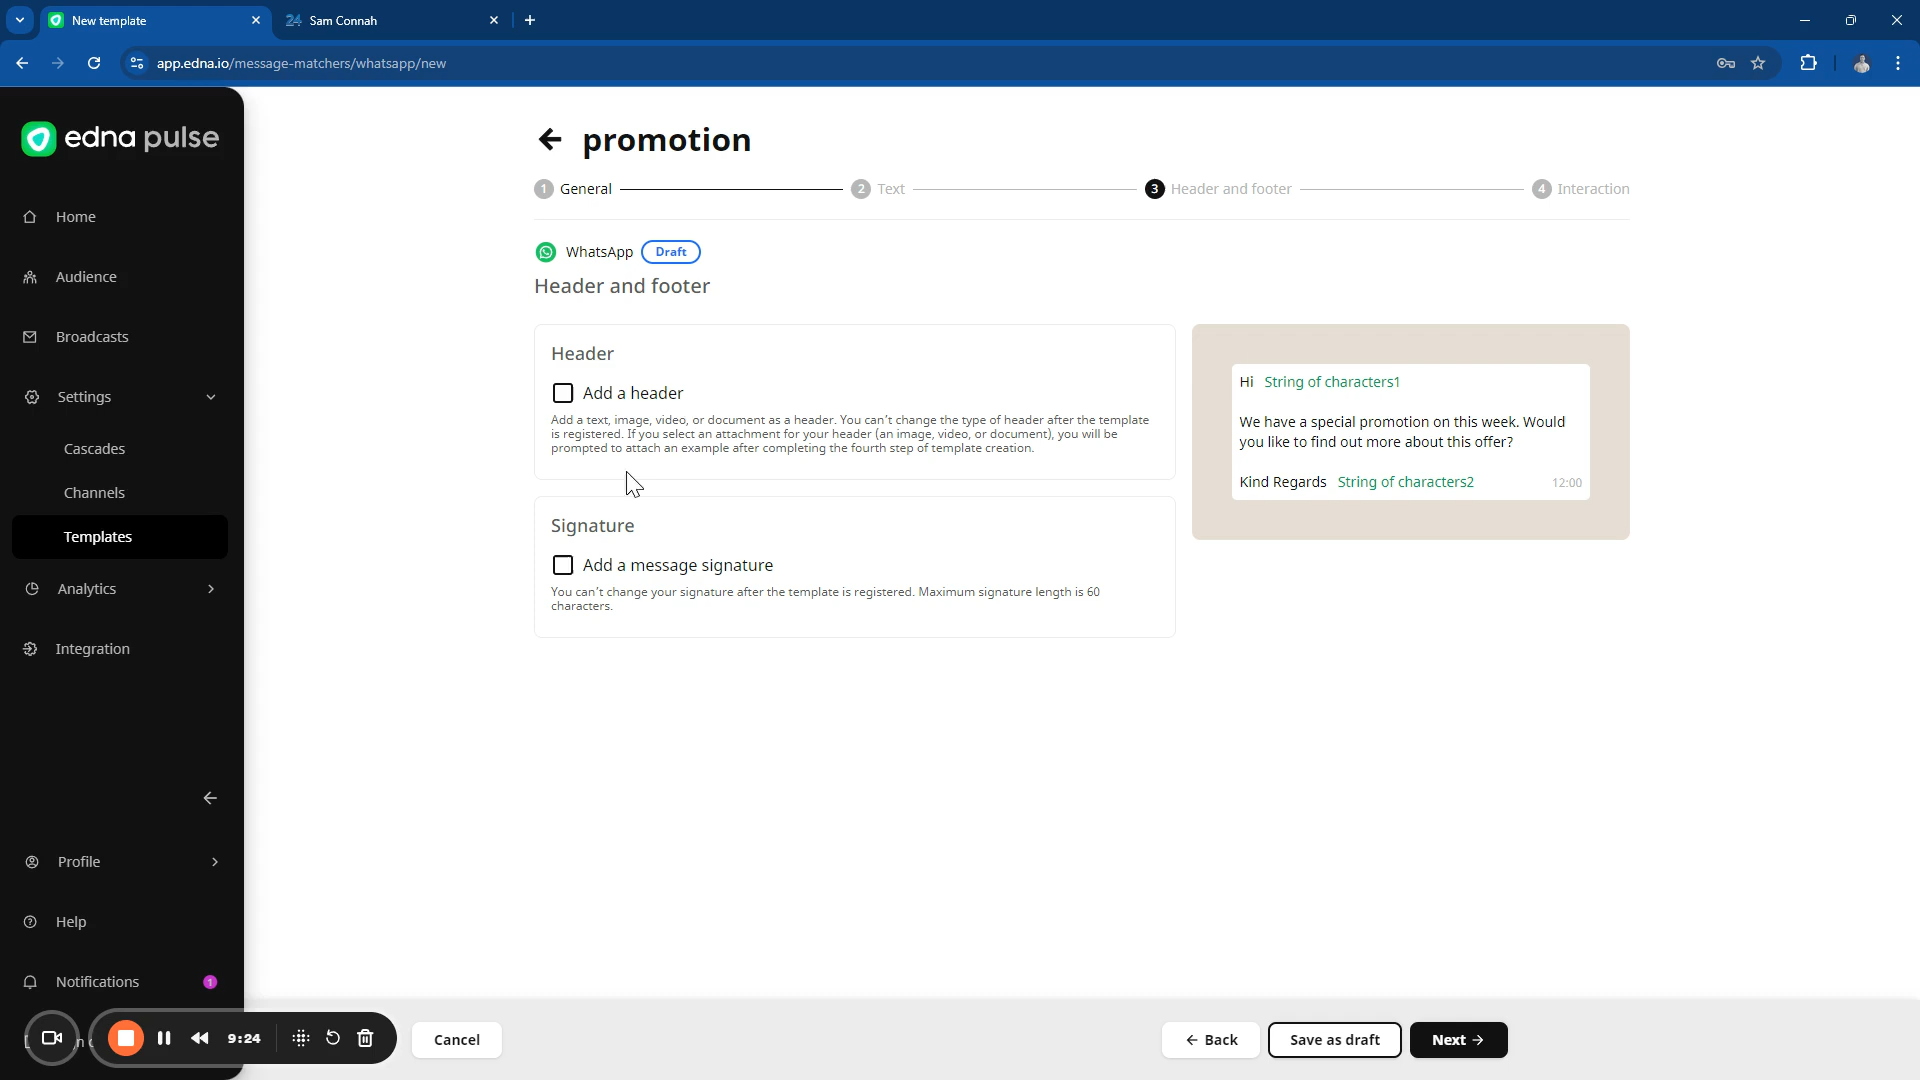 New template
24 Sam Connah
app.edna.io/message-matchers/whatsapp/new
edna pulse
Home
Audience
Broadcasts
Settings
Cascades
Channels
Templates
Analytics
Integration
Profile
Help
Notifications 1
9:24
promotion
1 General
2 Text
3 Header and footer
4 Interaction
WhatsApp Draft
Header and footer
Header
Add a header
Add a text, image, video, or document as a header. You can't change the type of header after the template
is registered. If you select an attachment for your header (an image, video, or document), you will be
prompted to attach an example after completing the fourth step of template creation.
Signature
Add a message signature
You can't change your signature after the template is registered. Maximum signature length is 60
characters.
Hi String of characters1
We have a special promotion on this week. Would
you like to find out more about this offer?
Kind Regards String of characters2 12:00
Cancel
← Back
Save as draft
Next →